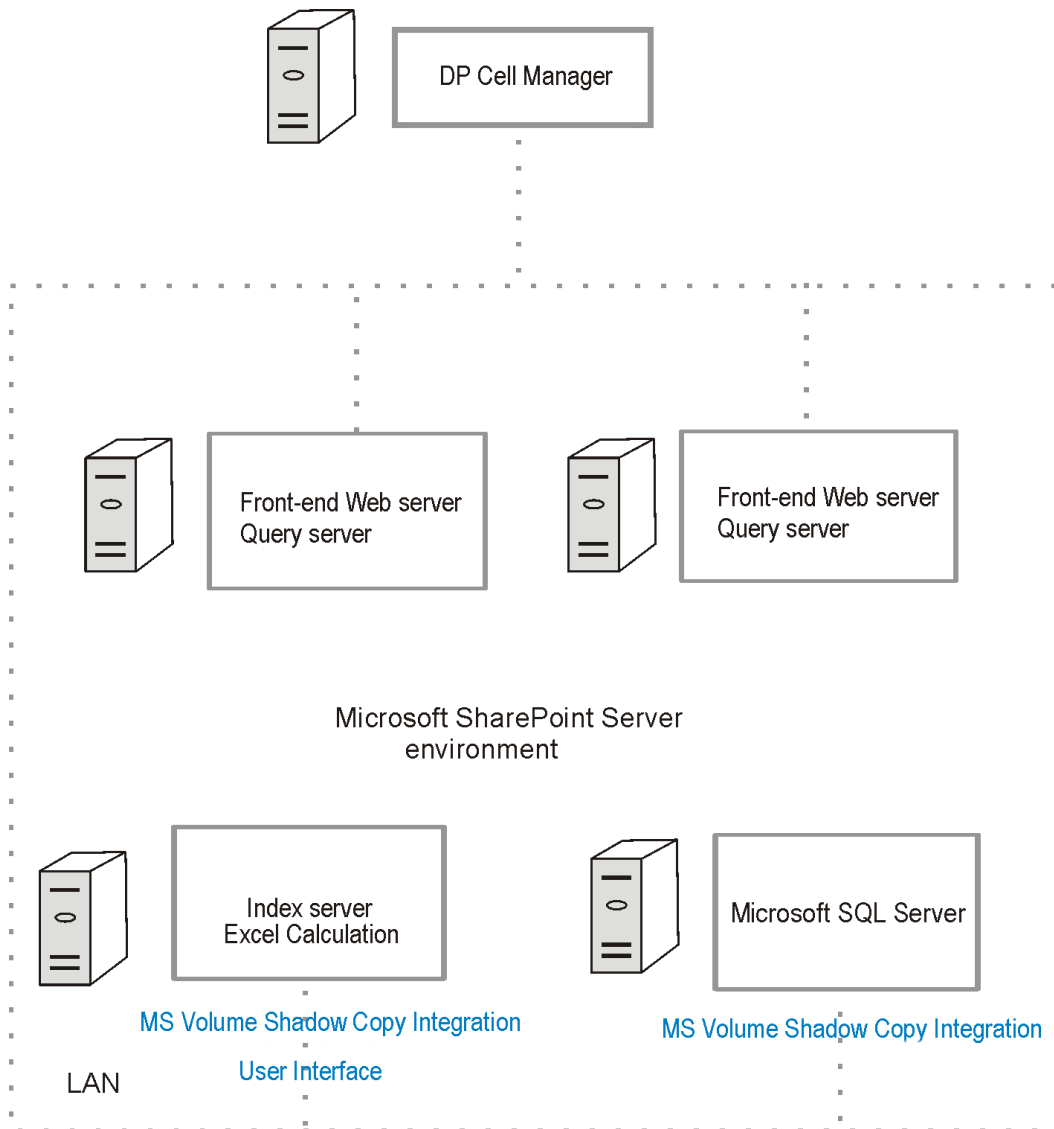 DP Cell Manager
Front-end Web server
Query server
Front-end Web server
Query server
Microsoft SharePoint Server
environment
Index server
Excel Calculation
Microsoft SQL Server
MS Volume Shadow Copy Integration
MS Volume Shadow Copy Integration
User Interface
LAN